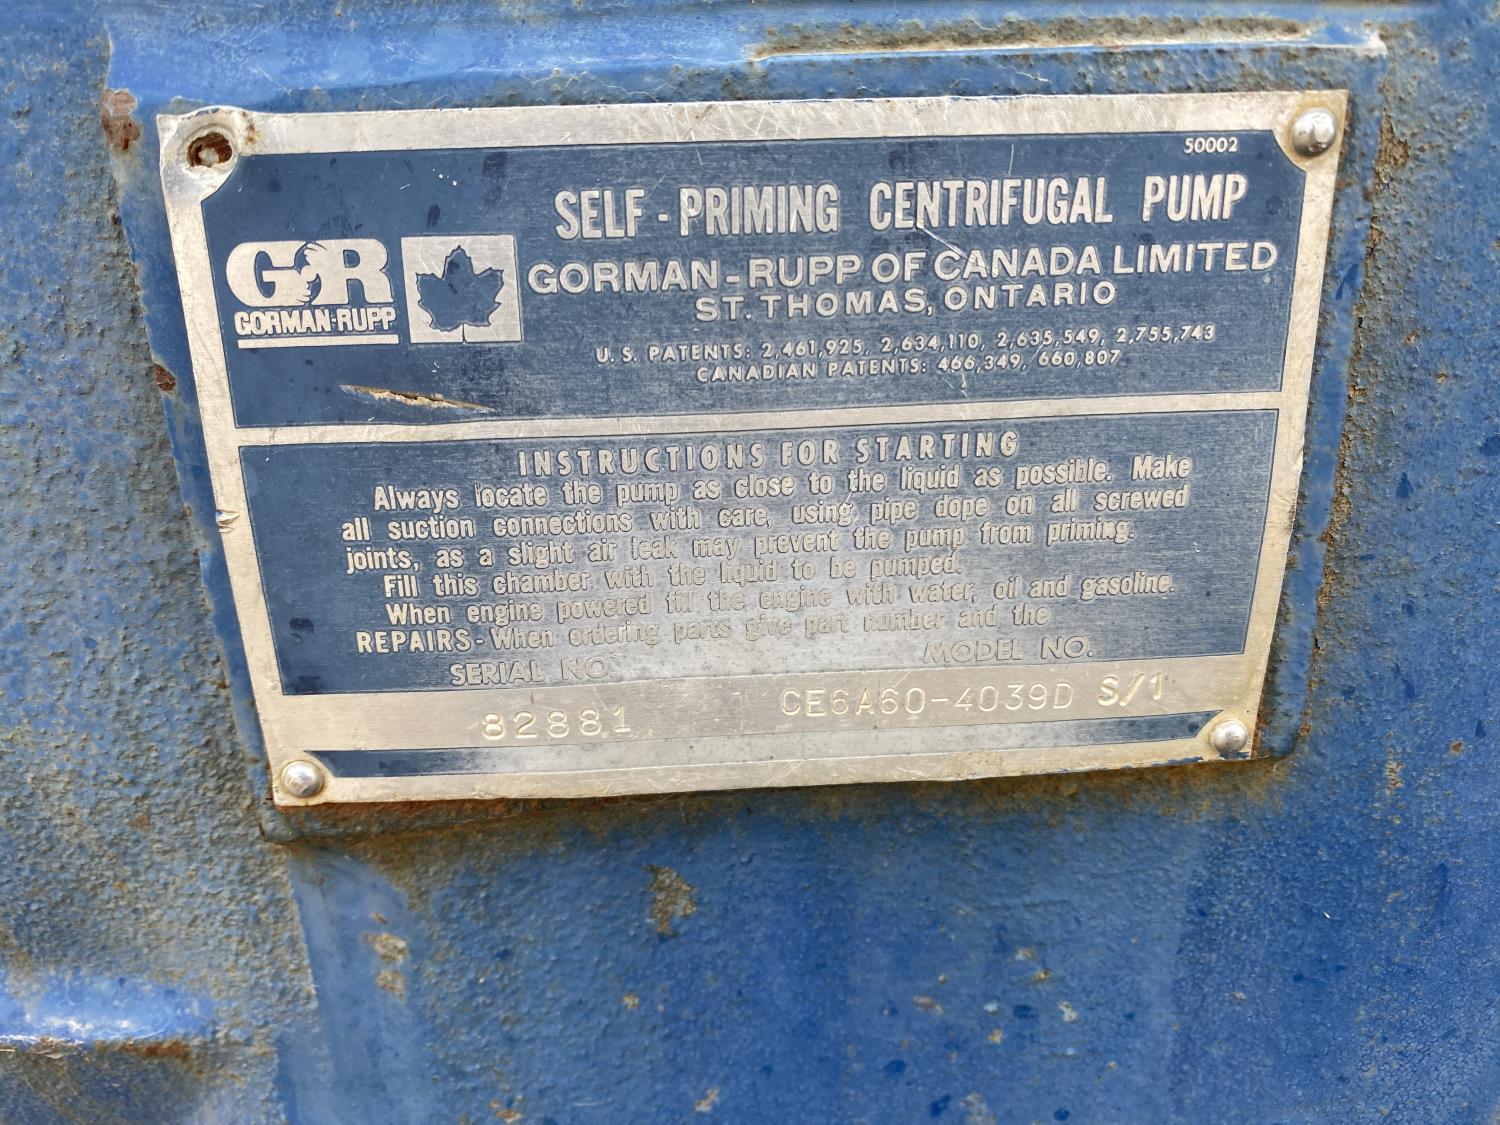 50002
SELF-PRIMING CENTRIFUGAL PUMP
GR
GORMAN-RUPP
GORMAN-RUPP OF CANADA LIMITED
ST. THOMAS, ONTARIO
U. S. PATENTS: 2,461,925, 2,634,110, 2,635,549, 2,755,743
CANADIAN PATENTS: 466,349, 660,807
INSTRUCTIONS FOR STARTING
Always locate the pump as close to the liquid as possible. Make
all suction connections with care, using pipe dope on all screwed
joints, as a slight air leak may prevent the pump from priming.
Fill this chamber with the liquid to be pumped.
When engine powered fill the engine with water, oil and gasoline.
REPAIRS-When ordering parts give part number and the
SERIAL NO. MODEL NO.
82881 CE6A60-4039D S/1